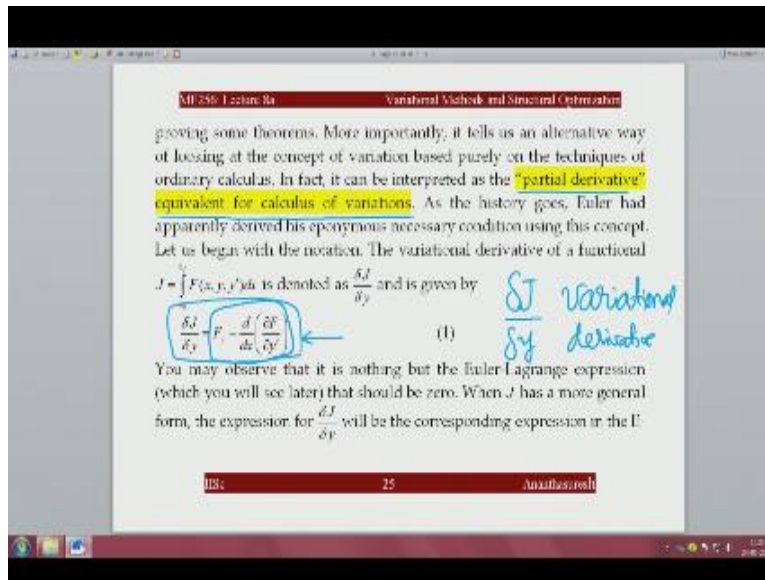 ME256 Lecture 8a Variational Methods and Structural Optimization
proving some theorems. More importantly, it tells us an alternative way
of looking at the concept of variation based purely on the techniques of
ordinary calculus. In fact, it can be interpreted as the “partial derivative”
equivalent for calculus of variations. As the history goes, Euler had
apparently derived his eponymous necessary condition using this concept.
Let us begin with the notation. The variational derivative of a functional
J = ∫ F(x, y, y')dx is denoted as δJ/δy and is given by
δJ/δy = F_y − d/dx(∂F/∂y') (1)
δJ/δy variational
derivative
You may observe that it is nothing but the Euler-Lagrange expression
(which you will see later) that should be zero. When J has a more general
form, the expression for δJ/δy will be the corresponding expression in the E-
IISc 25 Ananthasuresh